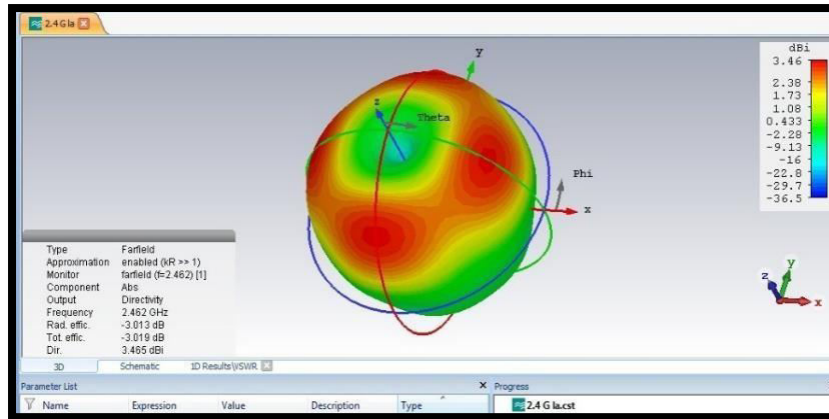 2.4 G la
dBi
3.46
2.38
1.73
1.08
0.433
-2.28
-9.13
-16
-22.8
-29.7
-36.5
y
z
Theta
Phi
x
Type Farfield
Approximation enabled (kR >> 1)
Monitor farfield (f=2.462) [1]
Component Abs
Output Directivity
Frequency 2.462 GHz
Rad. effic. -3.013 dB
Tot. effic. -3.019 dB
Dir. 3.465 dBi
y
z
x
3D Schematic 1D Results\VSWR
Parameter List Progress
Name Expression Value Description Type 2.4 G la.cst